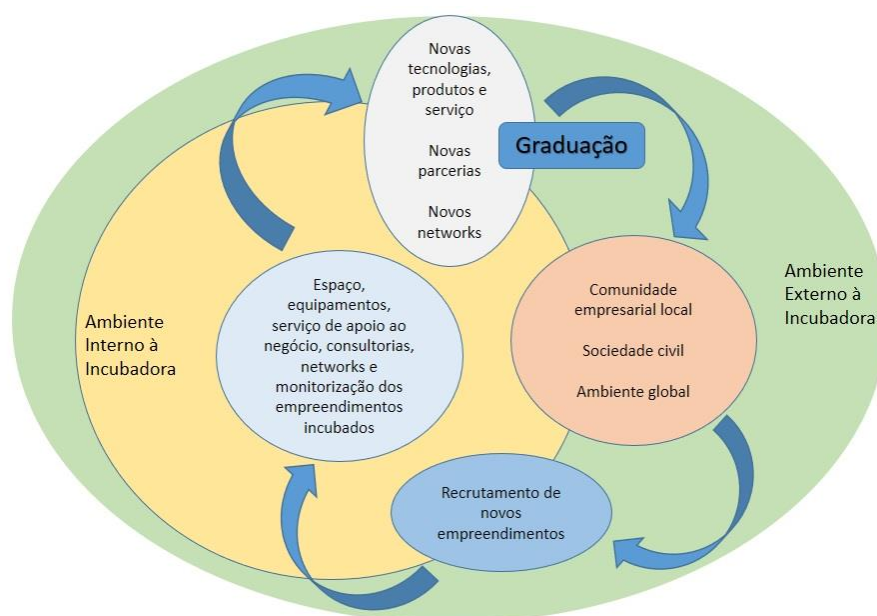 Novas
tecnologias,
produtos e
serviço
Novas
parcerias
Novos
networks
Graduação
Ambiente
Externo à
Incubadora
Comunidade
empresarial local
Sociedade civil
Ambiente global
Espaço,
equipamentos,
serviço de apoio ao
negócio, consultorias,
networks e
monitorização dos
empreendimentos
incubados
Ambiente
Interno à
Incubadora
Recrutamento de
novos
empreendimentos